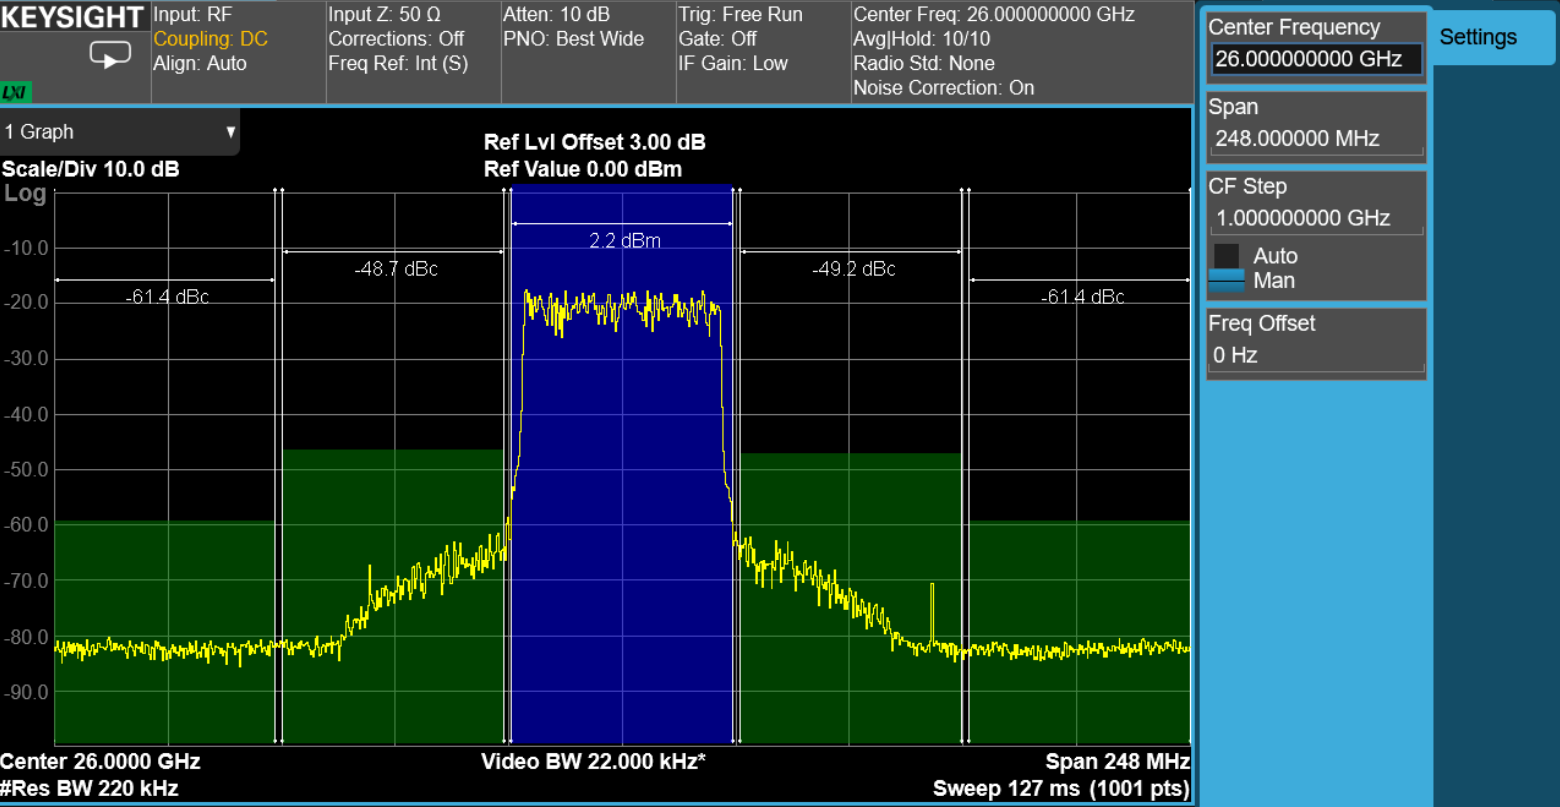 KEYSIGHT
LXI
Input: RF
Coupling: DC
Align: Auto
Input Z: 50 Ω
Corrections: Off
Freq Ref: Int (S)
Atten: 10 dB
PNO: Best Wide
Trig: Free Run
Gate: Off
IF Gain: Low
Center Freq: 26.000000000 GHz
Avg|Hold: 10/10
Radio Std: None
Noise Correction: On
Center Frequency
26.000000000 GHz
Settings
Span
248.000000 MHz
CF Step
1.000000000 GHz
Auto
Man
Freq Offset
0 Hz
1 Graph
Ref Lvl Offset 3.00 dB
Scale/Div 10.0 dB
Ref Value 0.00 dBm
Log
-10.0
-20.0
-30.0
-40.0
-50.0
-60.0
-70.0
-80.0
-90.0
2.2 dBm
-48.7 dBc
-49.2 dBc
-61.4 dBc
-61.4 dBc
Center 26.0000 GHz
Video BW 22.000 kHz*
Span 248 MHz
#Res BW 220 kHz
Sweep 127 ms (1001 pts)